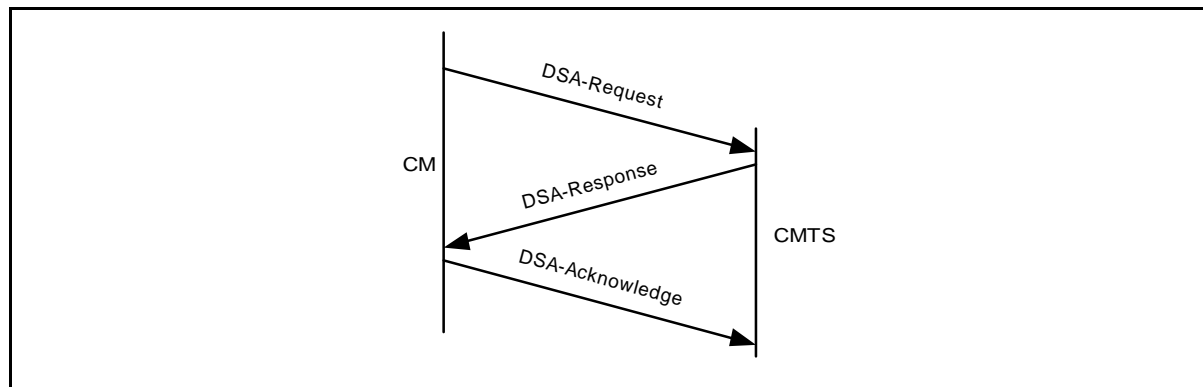 DSA-Request
CM
DSA-Response
CMTS
DSA-Acknowledge